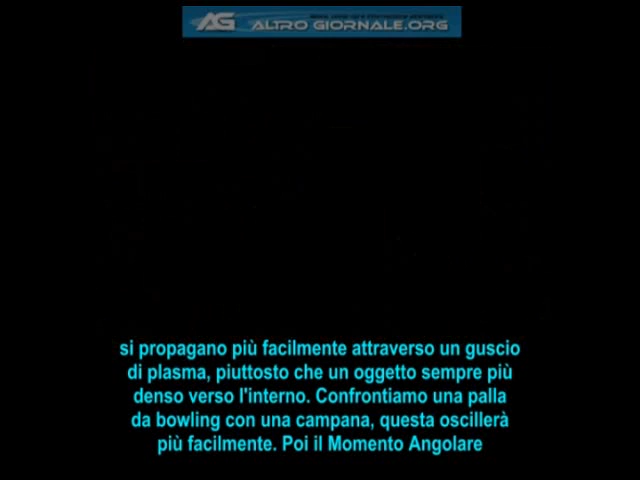 AG ALTRO GIORNALE.ORG
si propagano più facilmente attraverso un guscio
di plasma, piuttosto che un oggetto sempre più
denso verso l'interno. Confrontiamo una palla
da bowling con una campana, questa oscillerà
più facilmente. Poi il Momento Angolare